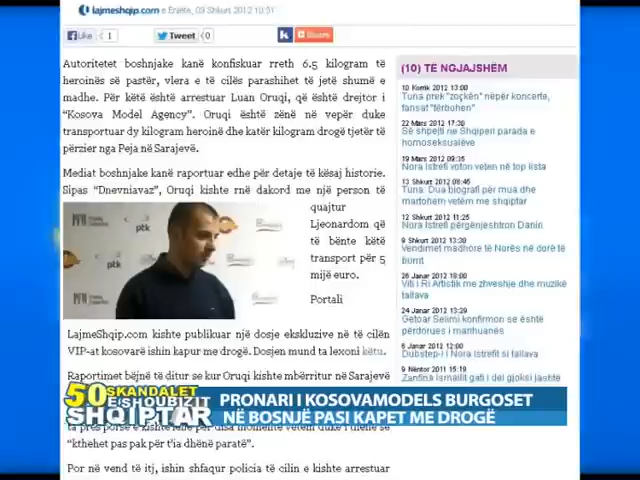 lajmeshqip.com e Enjte, 09 Shkurt 2012 10:51
Like 1 Tweet 0 Share
Autoritetet boshnjake kanë konfiskuar rreth 6.5 kilogram të
heroinës së pastër, vlera e të cilës parashihet të jetë shumë e
madhe. Për këtë është arrestuar Luan Oruqi, që është drejtor i
"Kosova Model Agency". Oruqi është zënë në vepër duke
transportuar dy kilogram heroinë dhe katër kilogram drogë tjetër të
përzier nga Peja në Sarajevë.
Mediat boshnjake kanë raportuar edhe për detaje të kësaj historie.
Sipas "Dnevniavaz", Oruqi kishte rnë dakord me një person të
quajtur
Ljeonardom që
të bënte këtë
transport për 5
mijë euro.
Portali
ptk
ptk
LajmeShqip.com kishte publikuar një dosje ekskluzive në të cilën
VIP-at kosovarë ishin kapur me drogë. Dosjen mund ta lexoni këtu.
Raportimet bëjnë të ditur se kur Oruqi kishte mbërritur në Sarajevë
"kthehet pas pak për t'ia dhënë paratë".
Por në vend të itj, ishin shfaqur policia të cilin e kishte arrestuar
(10) TË NGJAJSHËM
10 Korrik 2012 13:00
Tuna prek "zoçkën" nëpër koncerte,
fansat "tërbohen"
22 Mars 2012 17:30
Së shpejti në Shqipëri parada e
homoseksualëve
19 Mars 2012 09:35
Nora Istrefi voton veten në top lista
13 Shkurt 2012 08:45
Tuna: Dua biografi për mua dhe
martohem vetëm me shqiptar
12 Shkurt 2012 11:25
Nora Istrefi përgënjeshtron Danin
9 Shkurt 2012 13:30
Vendimet madhore të Norës në dorë të
burrit
26 Janar 2012 18:00
Viti i Ri Artistik me zhveshje dhe muzikë
tallava
24 Janar 2012 13:29
Getoar Selimi konfirmon se është
përdorues i marihuanës
6 Janar 2012 12:00
Dubstep-i i Nora Istrefit si tallava
9 Nëntor 2011 15:19
Zanfina Ismailit gati i del gjoksi jashtë
50 SKANDALET
E SHOUBIZIT
SHQIPTAR
PRONARI I KOSOVAMODELS BURGOSET
NË BOSNJË PASI KAPET ME DROGË